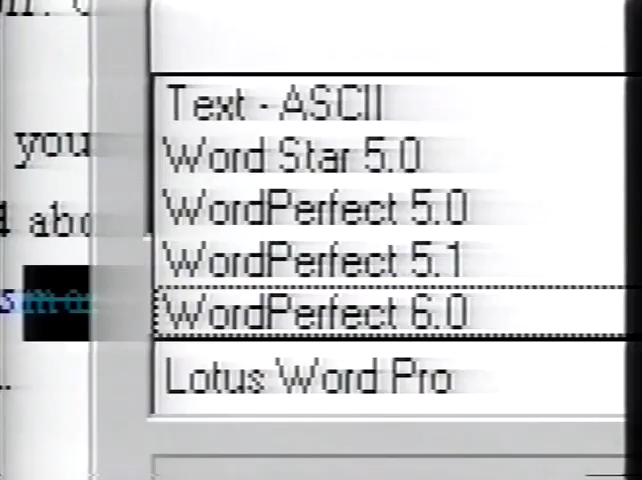 you
Text - ASCII
Word Star 5.0
WordPerfect 5.0
abo
WordPerfect 5.1
WordPerfect 6.0
Lotus Word Pro